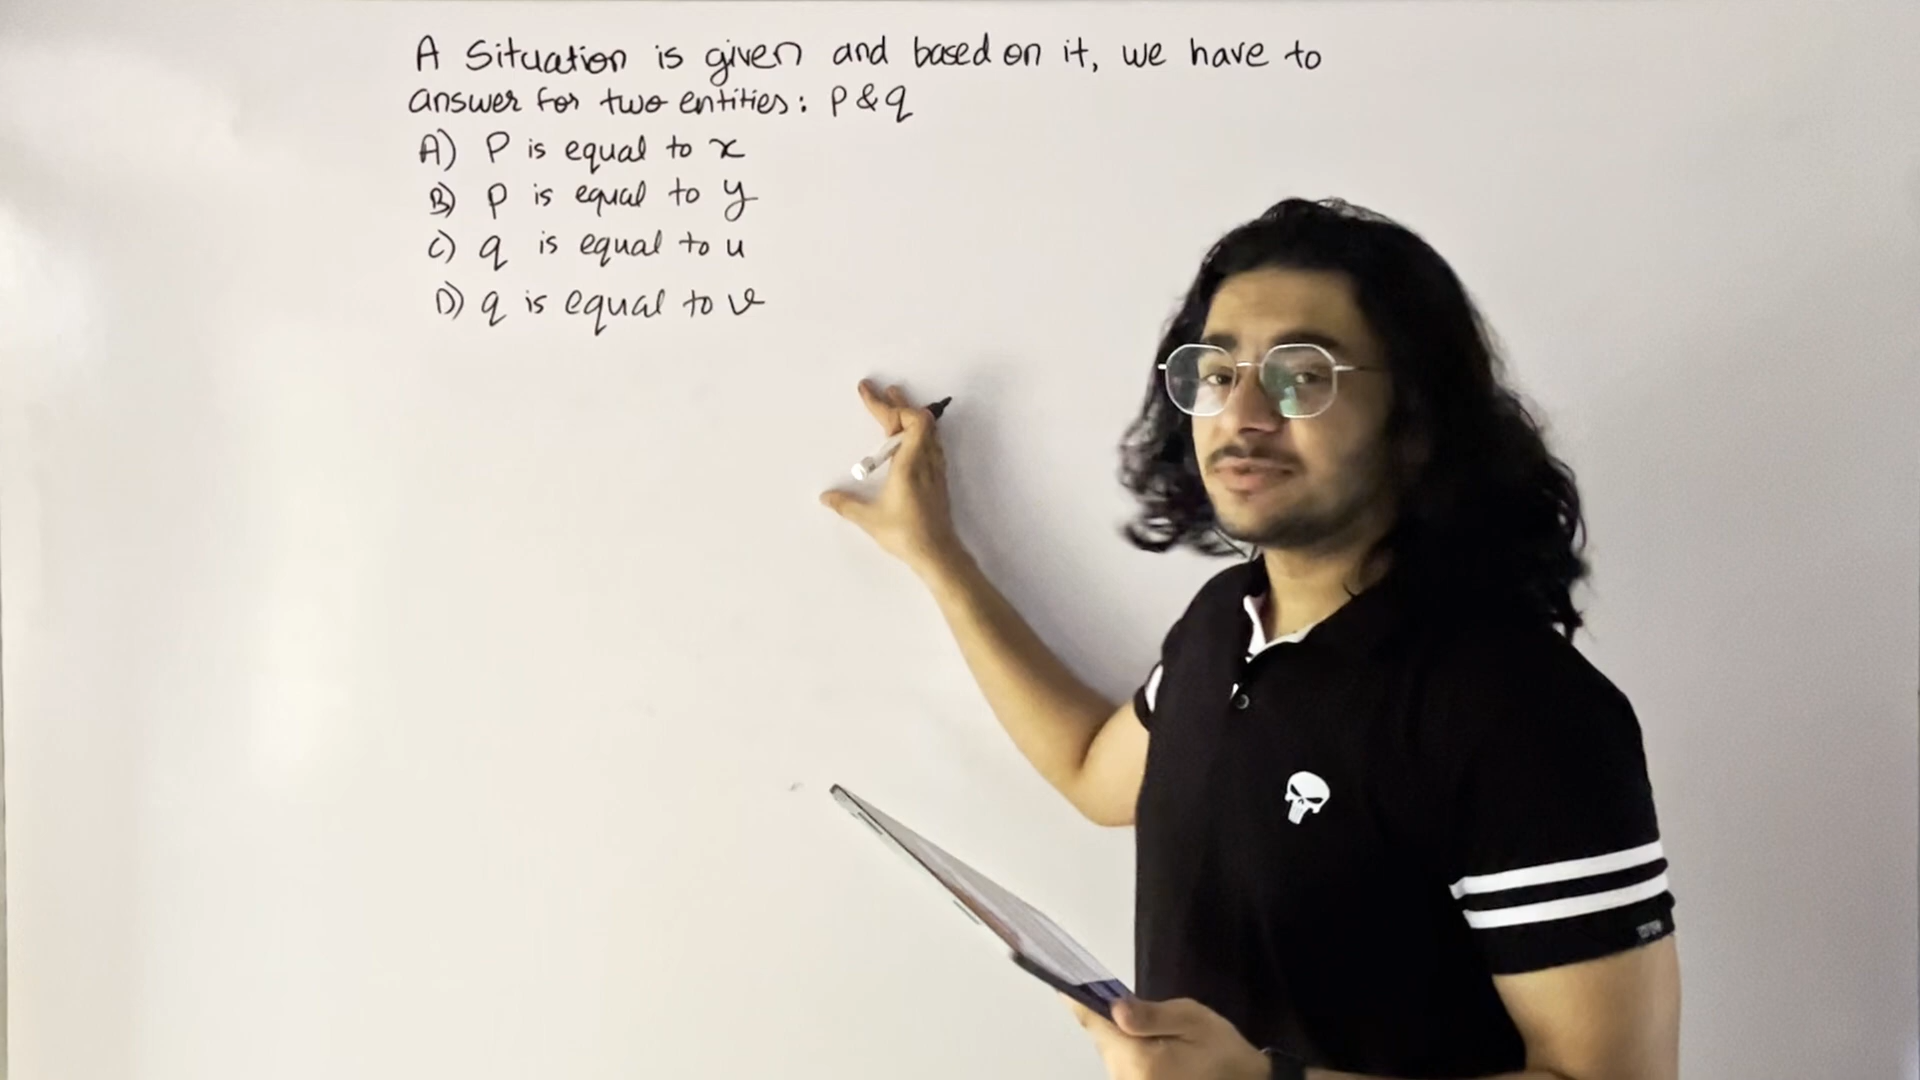 A Situation is given and based on it, we have to
answer for two entities: P & q
A) P is equal to x
B) P is equal to y
C) q is equal to u
D) q is equal to v